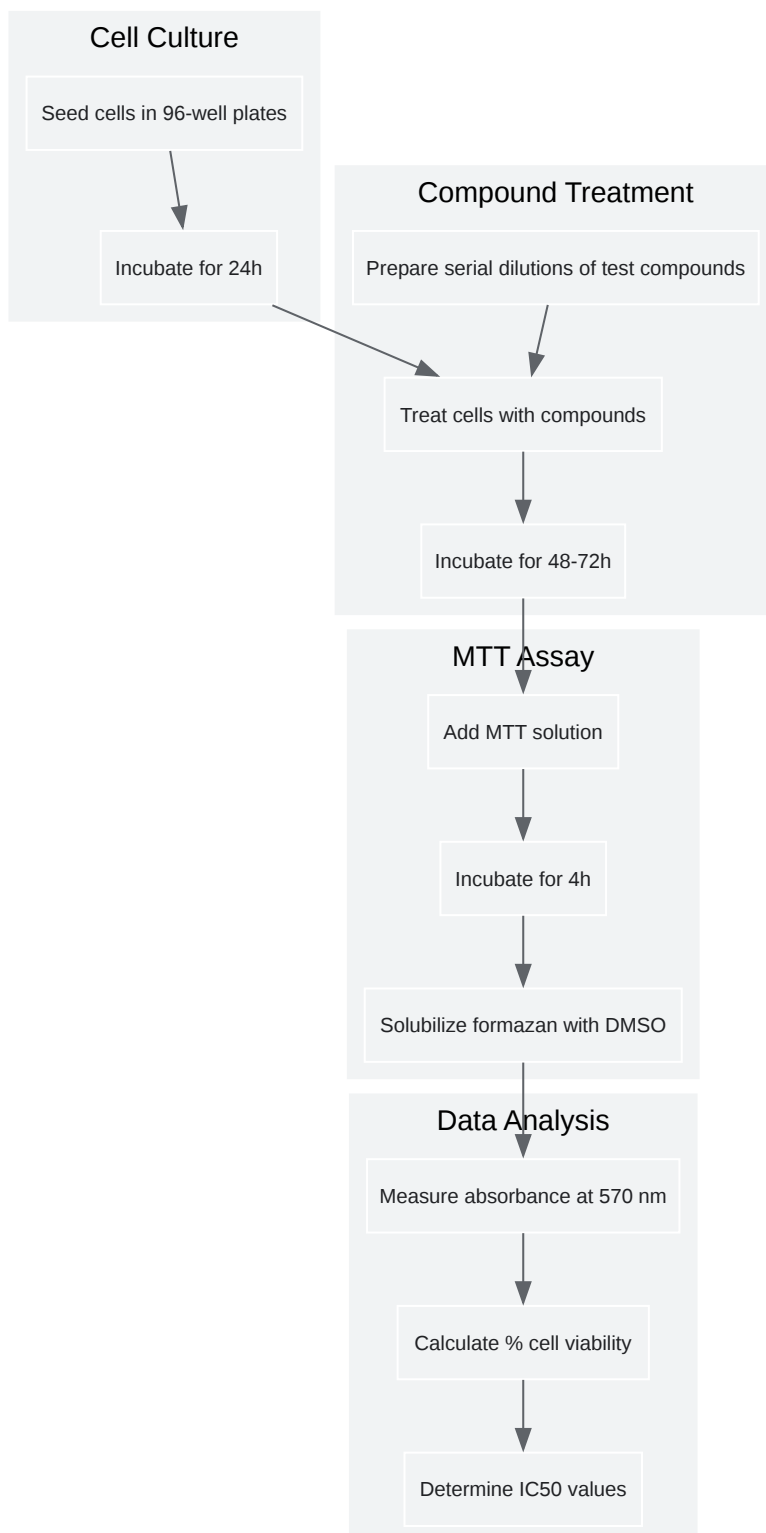 Cell Culture
Seed cells in 96-well plates
Incubate for 24h
Compound Treatment
Prepare serial dilutions of test compounds
Treat cells with compounds
Incubate for 48-72h
MTT Assay
Add MTT solution
Incubate for 4h
Solubilize formazan with DMSO
Data Analysis
Measure absorbance at 570 nm
Calculate % cell viability
Determine IC50 values